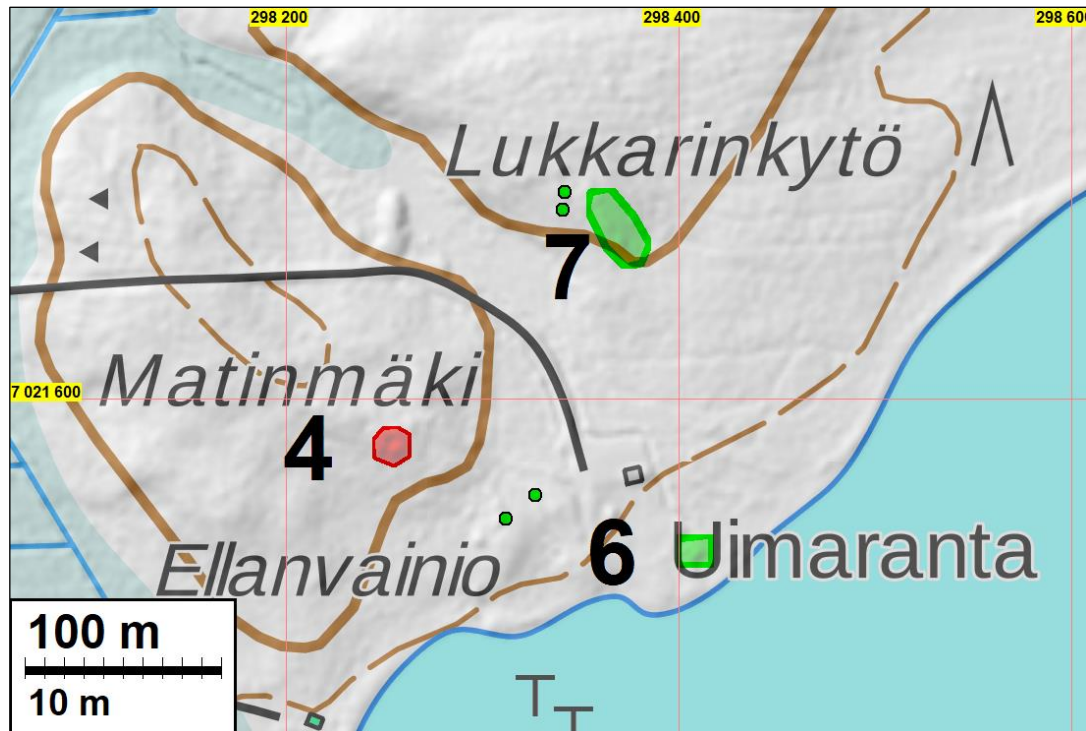 298 200
298 400
298 600
Lukkarinkytö
7
Matinmäki
7 021 600
4
Ellanvainio
6
Uimaranta
100 m
10 m